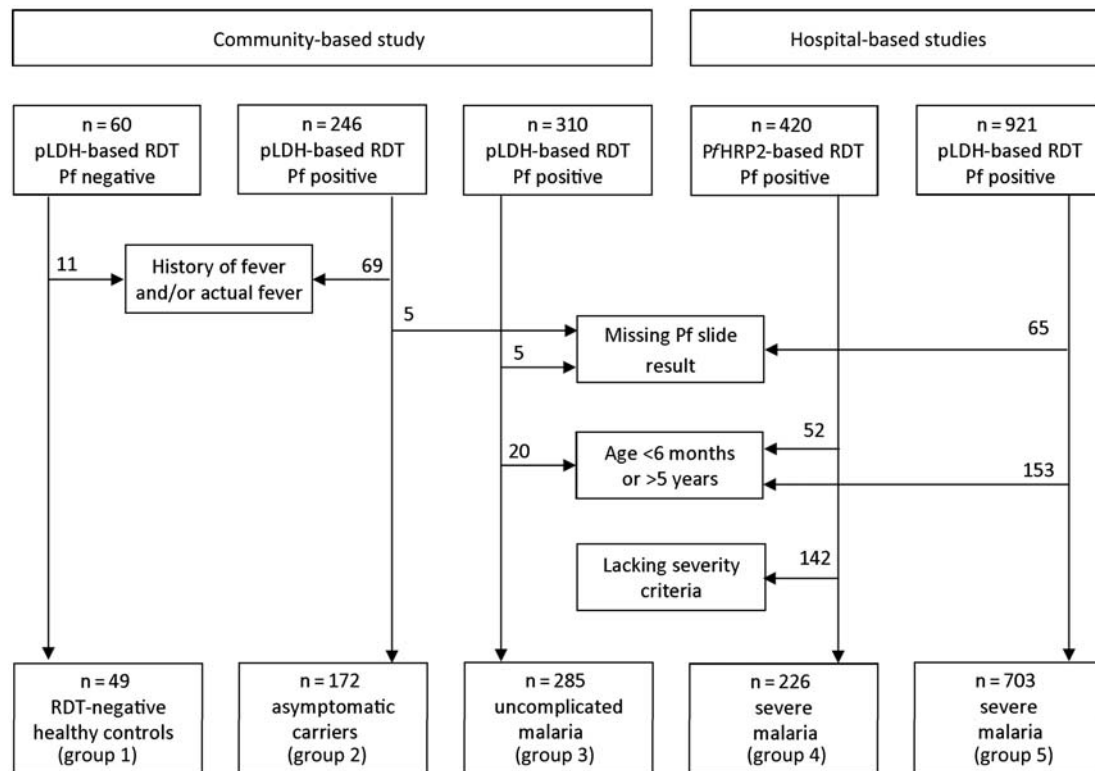 Community-based study
Hospital-based studies
n = 60
pLDH-based RDT
Pf negative
n = 246
pLDH-based RDT
Pf positive
n = 310
pLDH-based RDT
Pf positive
n = 420
PfHRP2-based RDT
Pf positive
n = 921
pLDH-based RDT
Pf positive
11
History of fever
and/or actual fever
69
5
5
Missing Pf slide
result
65
20
Age <6 months
or >5 years
52
153
Lacking severity
criteria
142
n = 49
RDT-negative
healthy controls
(group 1)
n = 172
asymptomatic
carriers
(group 2)
n = 285
uncomplicated
malaria
(group 3)
n = 226
severe
malaria
(group 4)
n = 703
severe
malaria
(group 5)